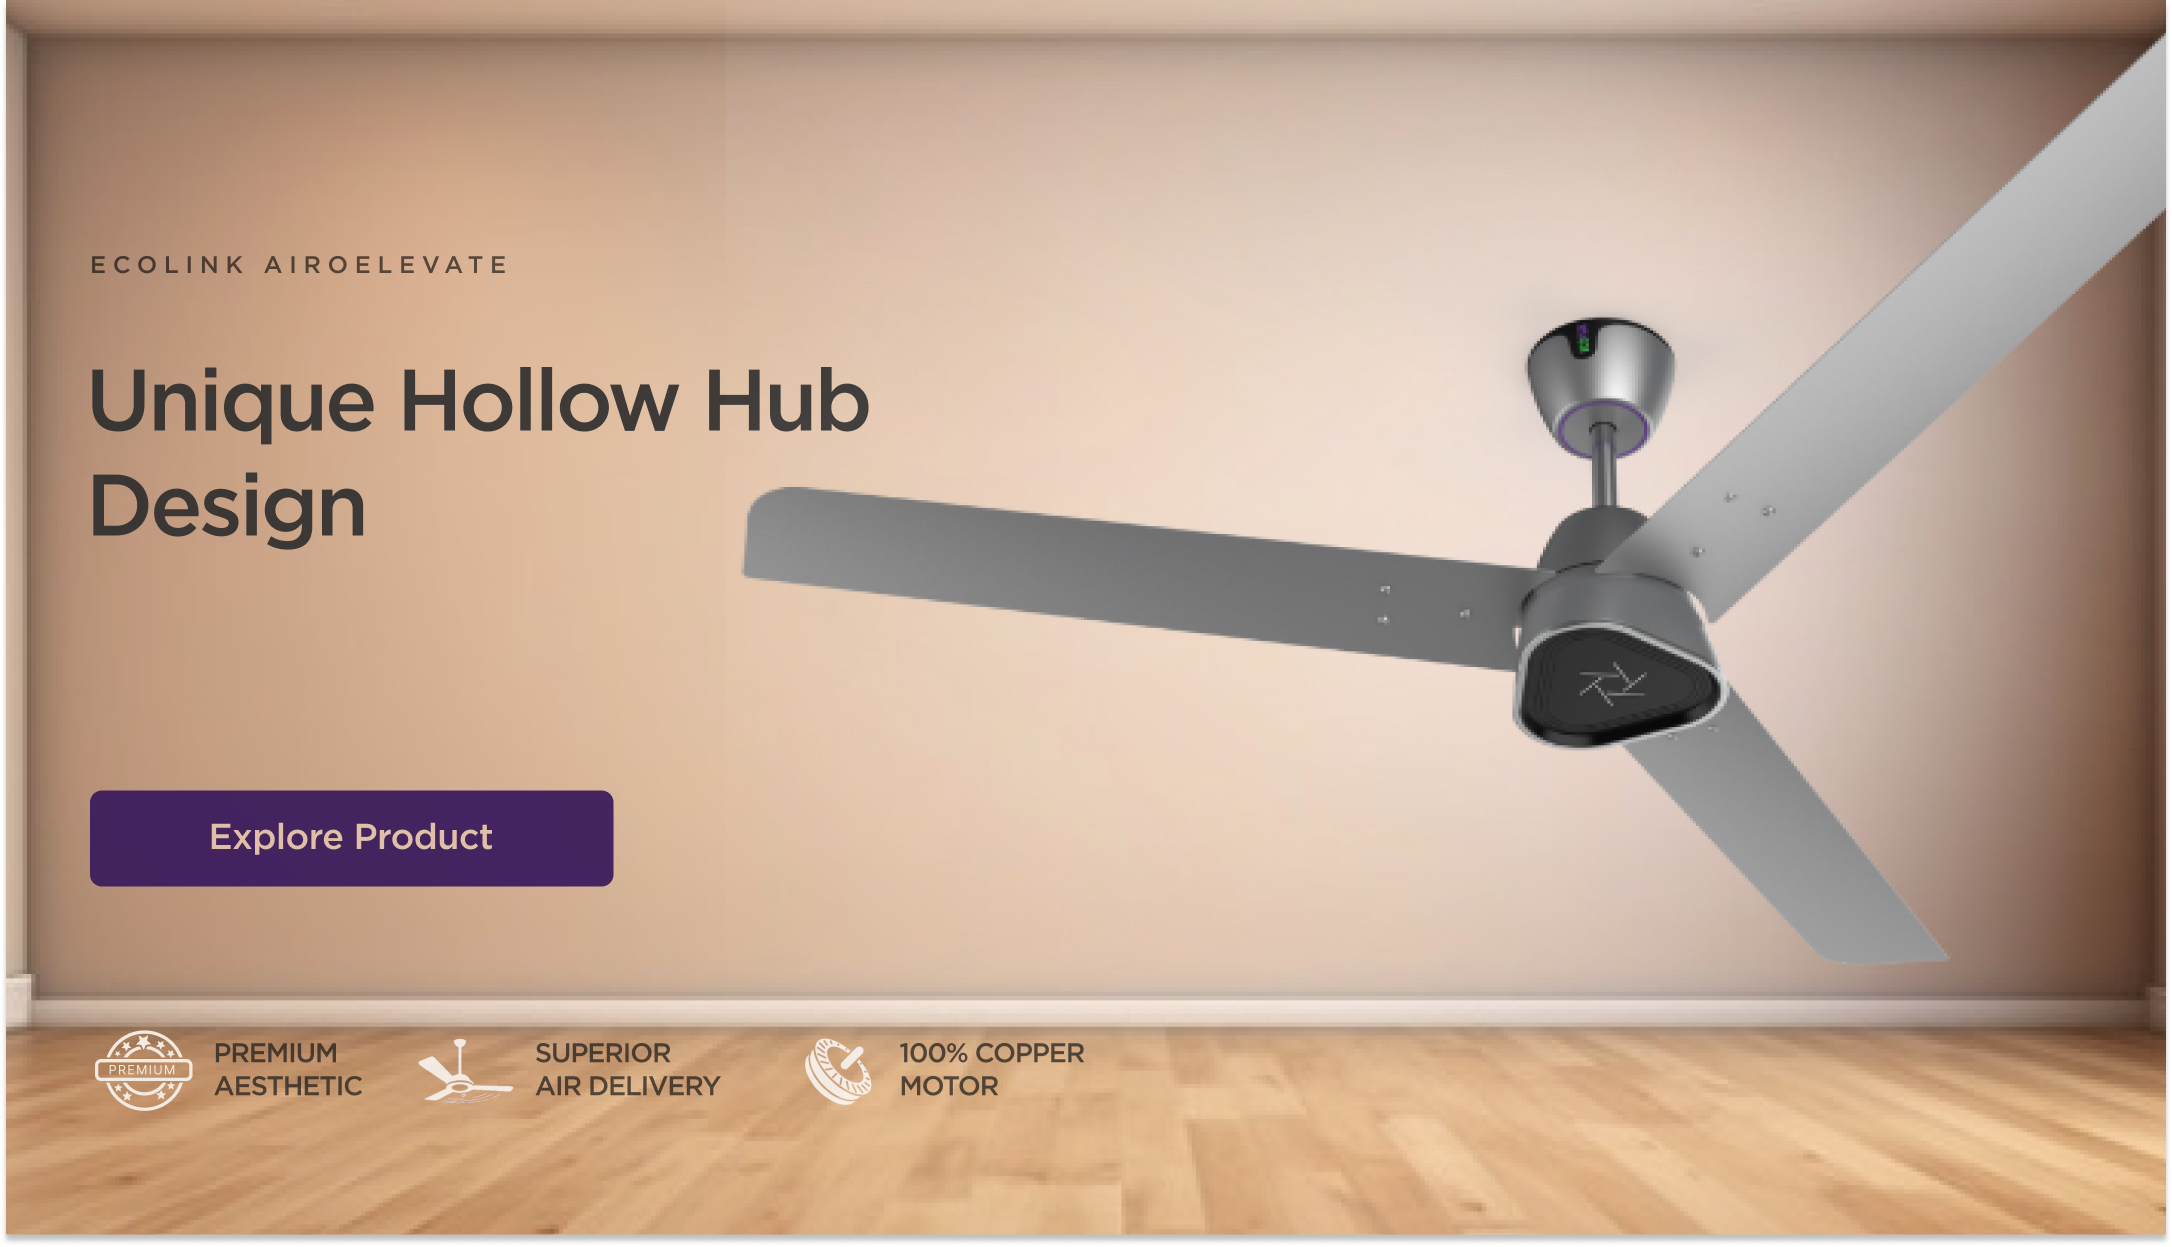 ECOLINK AIROELEVATE
Unique Hollow Hub
Design
Explore Product
PREMIUM
PREMIUM
AESTHETIC
SUPERIOR
AIR DELIVERY
100% COPPER
MOTOR